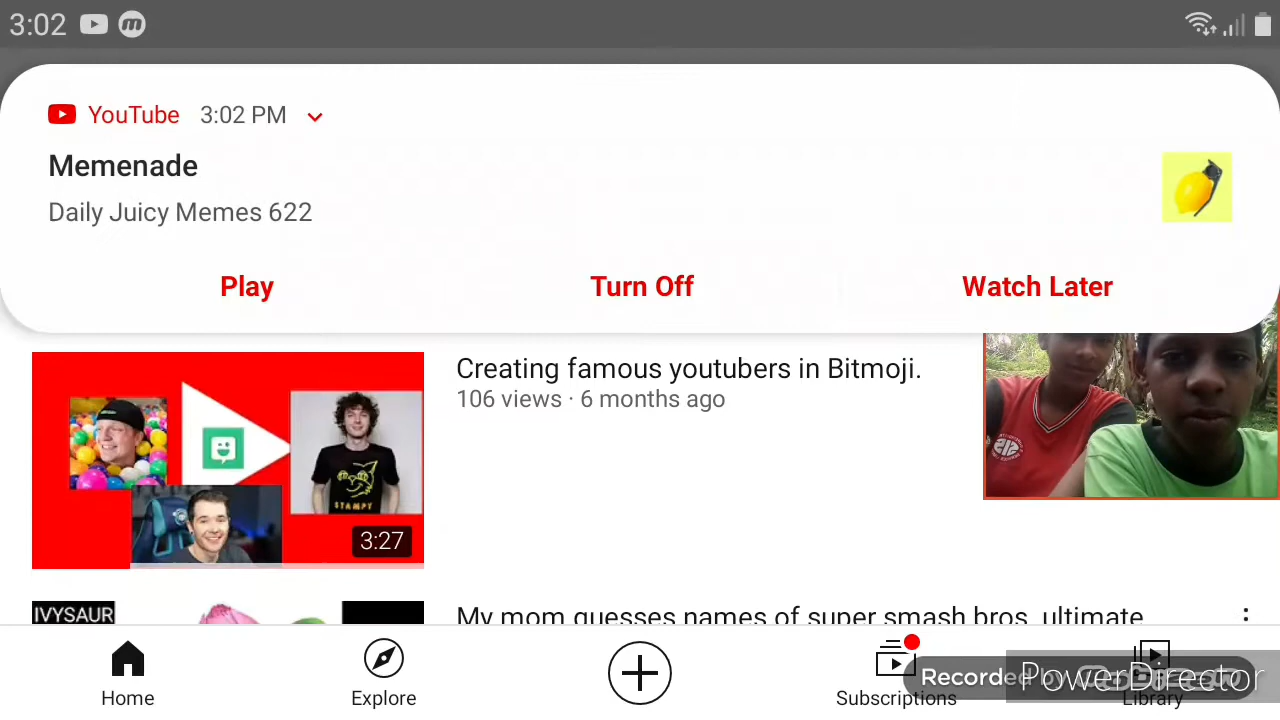 3:02
YouTube 3:02 PM
Memenade
Daily Juicy Memes 622
Play Turn Off Watch Later
Creating famous youtubers in Bitmoji.
106 views · 6 months ago
STAMPY
3:27
IVYSAUR
My mom guesses names of super smash bros. ultimate
Home
Explore
Subscriptions
Library
Recorded by
PowerDirector